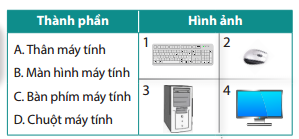 Thành phần
Hình ảnh
A. Thân máy tính
B. Màn hình máy tính
C. Bàn phím máy tính
D. Chuột máy tính
1
2
3
4